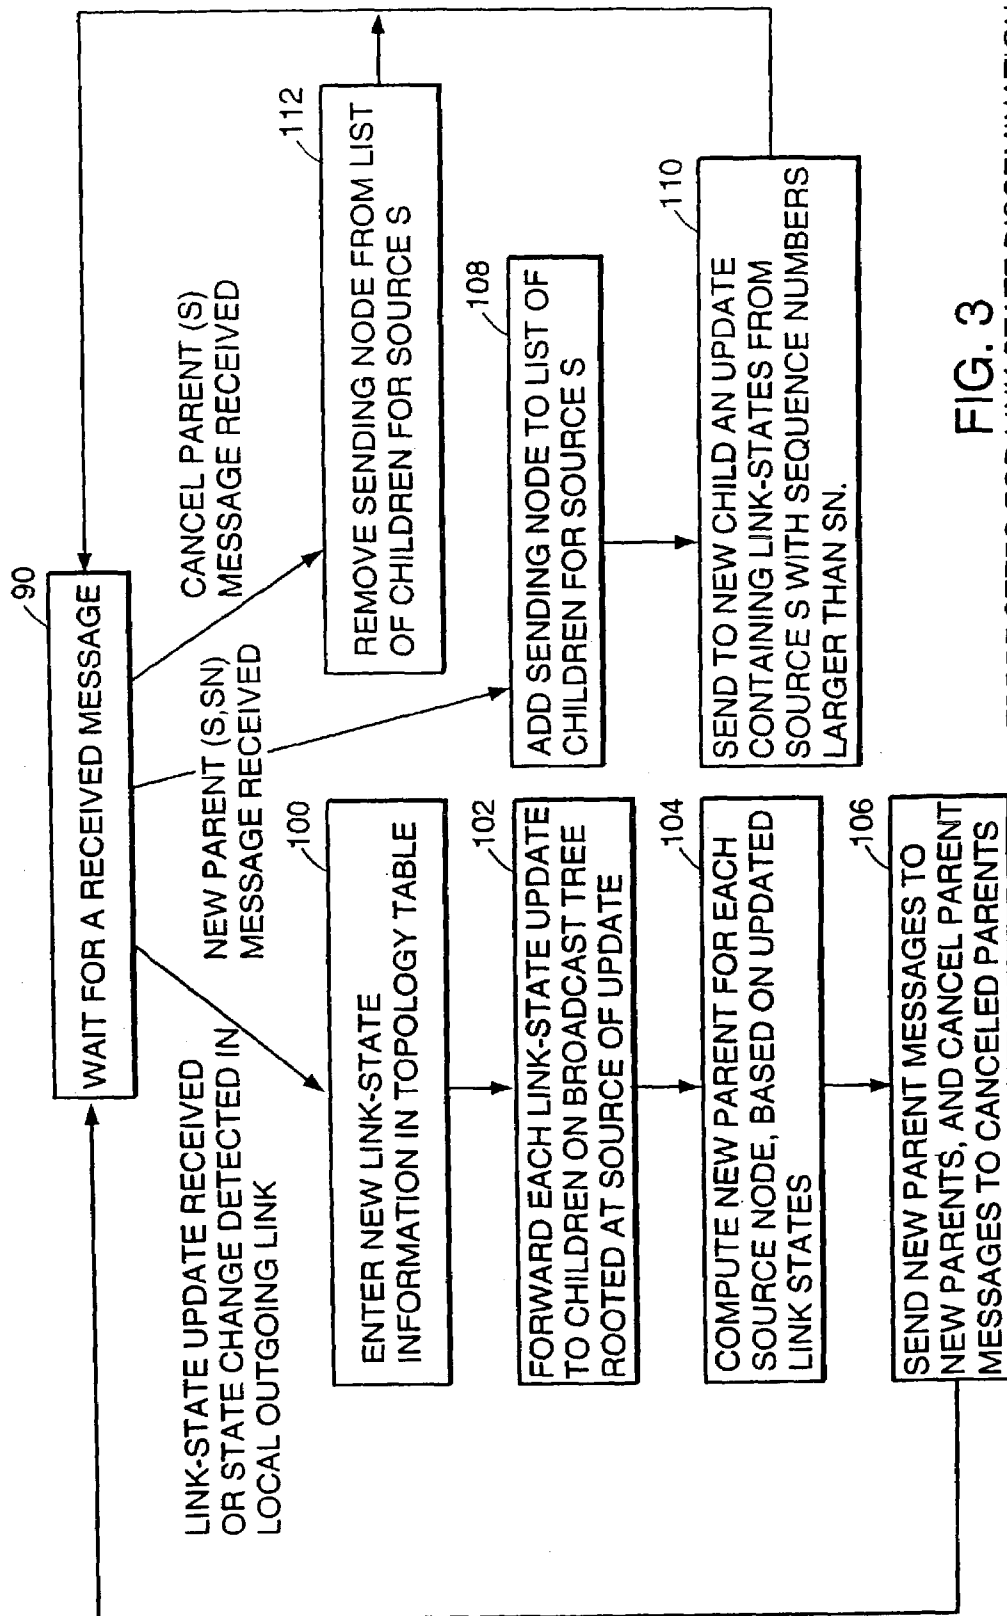 90
WAIT FOR A RECEIVED MESSAGE
LINK-STATE UPDATE RECEIVED
OR STATE CHANGE DETECTED IN
LOCAL OUTGOING LINK
NEW PARENT (S,SN)
MESSAGE RECEIVED
CANCEL PARENT (S)
MESSAGE RECEIVED
100
ENTER NEW LINK-STATE
INFORMATION IN TOPOLOGY TABLE
102
FORWARD EACH LINK-STATE UPDATE
TO CHILDREN ON BROADCAST TREE
ROOTED AT SOURCE OF UPDATE
104
COMPUTE NEW PARENT FOR EACH
SOURCE NODE, BASED ON UPDATED
LINK STATES
106
SEND NEW PARENT MESSAGES TO
NEW PARENTS, AND CANCEL PARENT
MESSAGES TO CANCELED PARENTS
112
REMOVE SENDING NODE FROM LIST
OF CHILDREN FOR SOURCE S
108
ADD SENDING NODE TO LIST OF
CHILDREN FOR SOURCE S
110
SEND TO NEW CHILD AN UPDATE
CONTAINING LINK-STATES FROM
SOURCE S WITH SEQUENCE NUMBERS
LARGER THAN SN.
FIG. 3